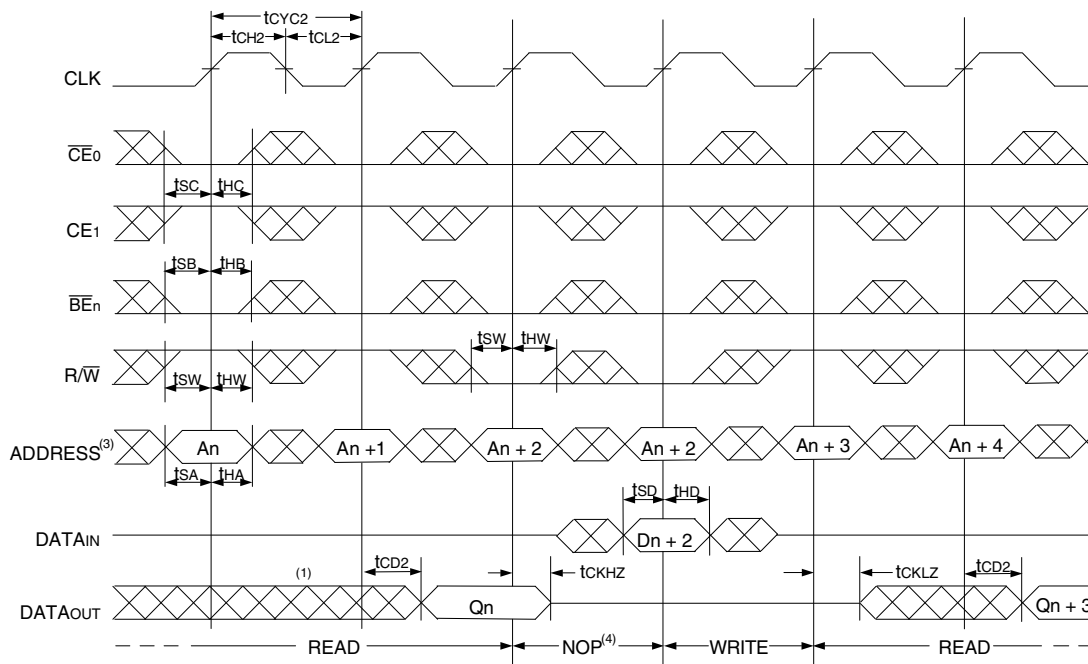 tCYC2
tCH2 tCL2
CLK
CE0
tSC tHC
CE1
tSB tHB
BEn
tSW tHW
R/W
tSW tHW
ADDRESS(3) An An +1 An + 2 An + 2 An + 3 An + 4
tSA tHA
tSD tHD
DATAIN Dn + 2
(1) tCD2 tCKHZ tCKLZ tCD2
DATAOUT Qn Qn + 3
READ NOP(4) WRITE READ